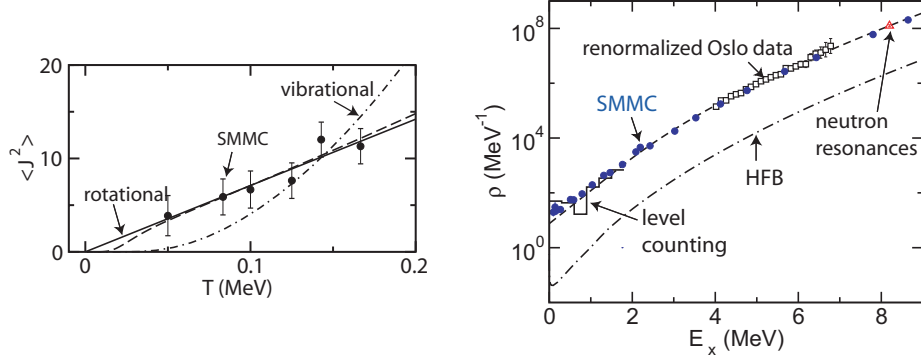 20
10
0
<J²>
vibrational
SMMC
rotational
0
0.1
0.2
T (MeV)
10⁸
10⁴
10⁰
ρ (MeV⁻¹)
renormalized Oslo data
SMMC
neutron
resonances
HFB
level
counting
0
2
4
6
8
Eₓ (MeV)